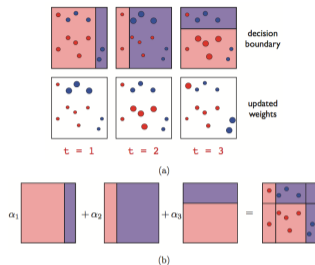 decision
boundary
updated
weights
t = 1 t = 2 t = 3
(a)
α₁ +α₂ +α₃ =
(b)